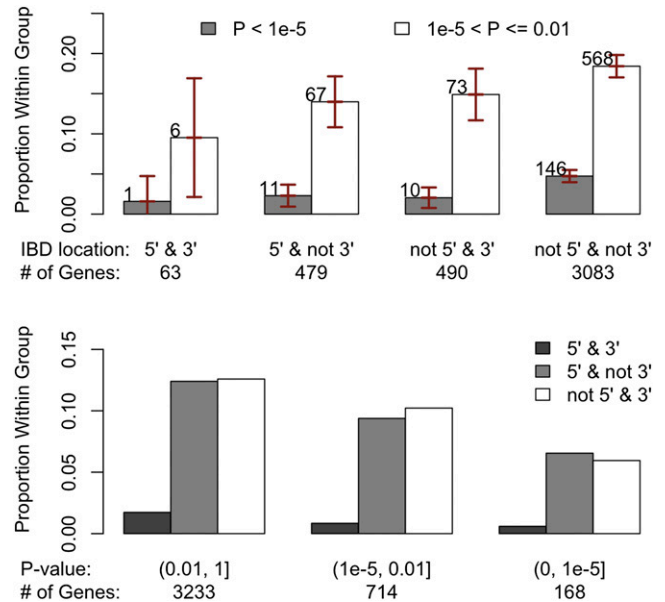 P < 1e-5 1e-5 < P <= 0.01
Proportion Within Group
0.20
0.10
0.00
1 6 11 67 10 73 146 568
IBD location: 5' & 3' 5' & not 3' not 5' & 3' not 5' & not 3'
# of Genes: 63 479 490 3083
Proportion Within Group
0.15
0.10
0.05
0.00
5' & 3'
5' & not 3'
not 5' & 3'
P-value: (0.01, 1] (1e-5, 0.01] (0, 1e-5]
# of Genes: 3233 714 168